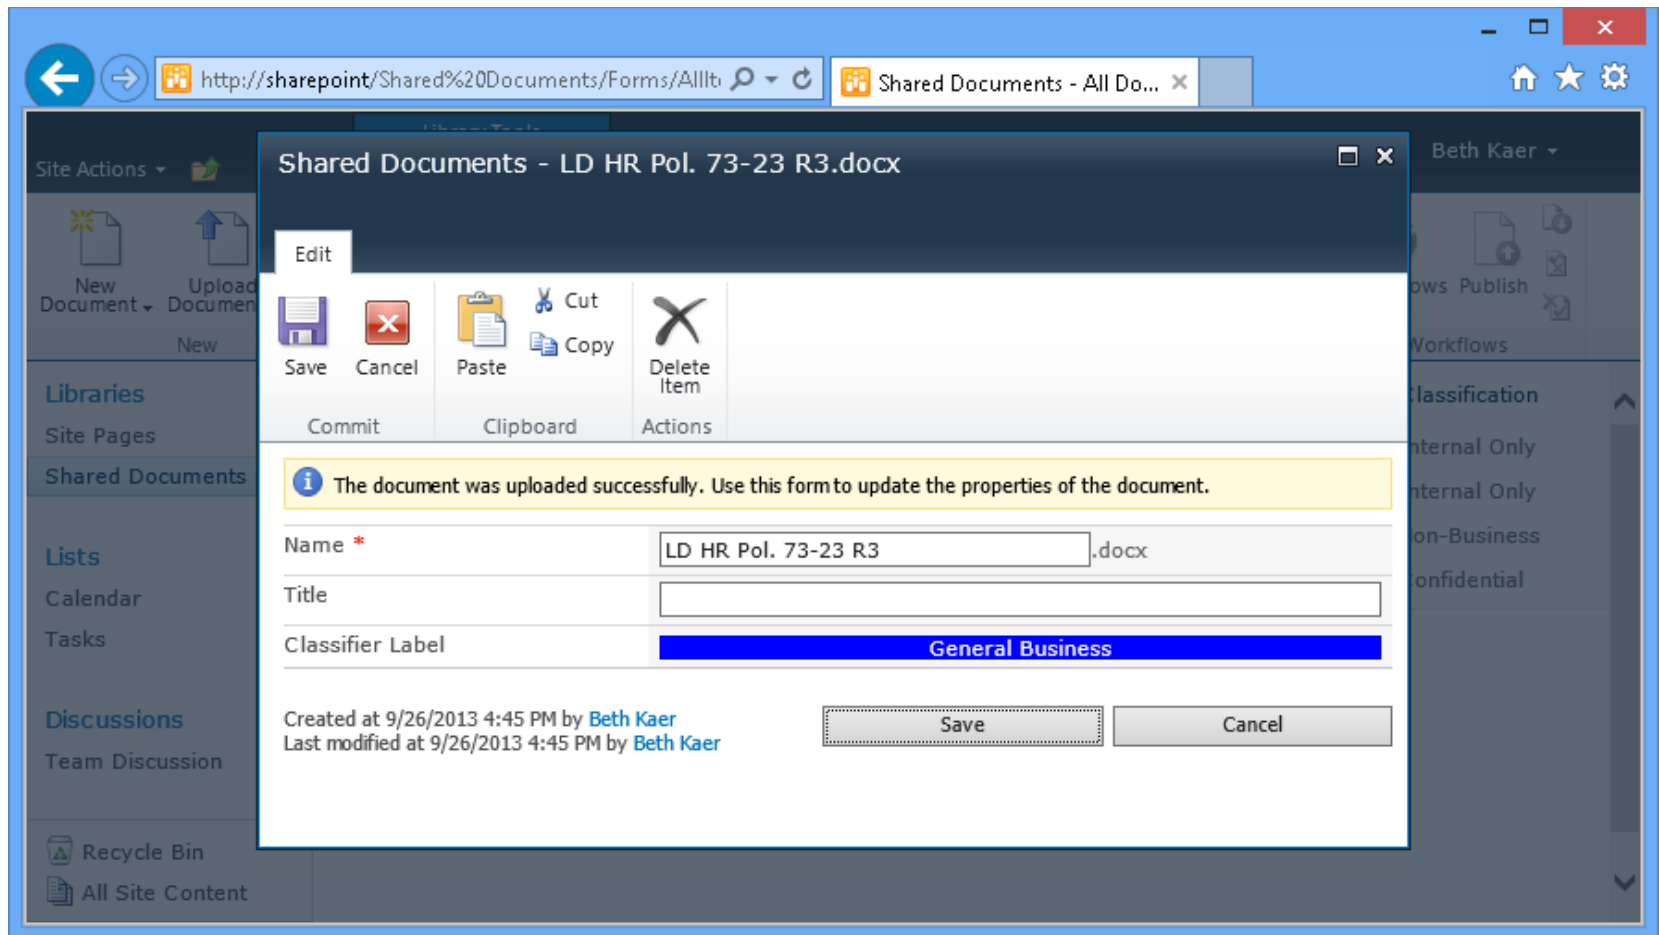 http://sharepoint/Shared%20Documents/Forms/AllIt
Shared Documents - All Do...
Site Actions
Beth Kaer
Shared Documents - LD HR Pol. 73-23 R3.docx
Edit
New
Document
Upload
Documen
New
Save
Cancel
Paste
Cut
Copy
Delete
Item
Commit
Clipboard
Actions
ows
Publish
Workflows
Libraries
Site Pages
Shared Documents
Lists
Calendar
Tasks
Discussions
Team Discussion
Recycle Bin
All Site Content
The document was uploaded successfully. Use this form to update the properties of the document.
Name *
LD HR Pol. 73-23 R3
.docx
Title
Classifier Label
General Business
Created at 9/26/2013 4:45 PM by Beth Kaer
Last modified at 9/26/2013 4:45 PM by Beth Kaer
Save
Cancel
lassification
nternal Only
nternal Only
on-Business
onfidential